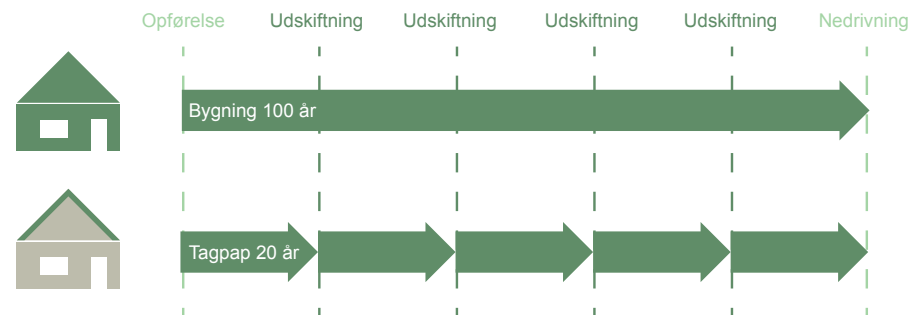 Opførelse Udskiftning Udskiftning Udskiftning Udskiftning Nedrivning
Bygning 100 år
Tagpap 20 år